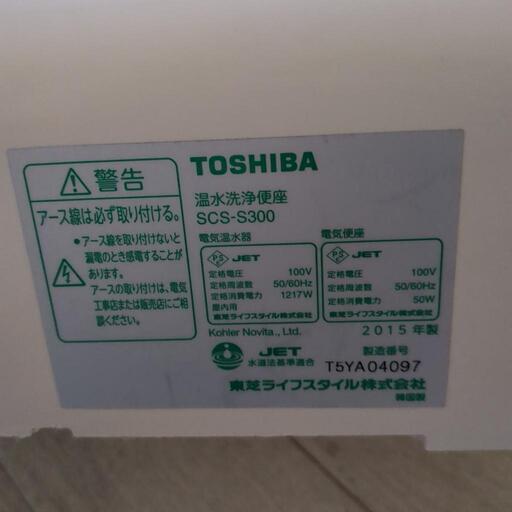 警告
アース線は必ず取り付ける。
・アース線を取り付けないと
漏電のとき感電することが
あります。
アースの取り付けは、電気
工事店または販売店にご相
談ください。
TOSHIBA
温水洗浄便座
SCS-S300
電気温水器
PS JET
定格電圧 100V
定格周波数 50/60Hz
定格消費電力 1217W
屋内用
東芝ライフスタイル株式会社
電気便座
PS JET
定格電圧 100V
定格周波数 50/60Hz
定格消費電力 50W
東芝ライフスタイル株式会社
Kohler Novita., Ltd.
2015年製
JET
水道法基準適合
製造番号
T5YA04097
東芝ライフスタイル株式会社
韓国製